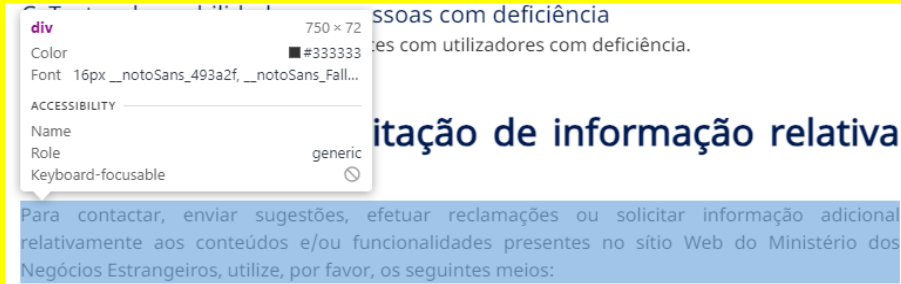 ssoas com deficiência
div 750 × 72
Color #333333
tes com utilizadores com deficiência.
Font 16px __notoSans_493a2f, __notoSans_Fall...
ACCESSIBILITY
Name
itação de informação relativa
Role generic
Keyboard-focusable
Para contactar, enviar sugestões, efetuar reclamações ou solicitar informação adicional
relativamente aos conteúdos e/ou funcionalidades presentes no sítio Web do Ministério dos
Negócios Estrangeiros, utilize, por favor, os seguintes meios: